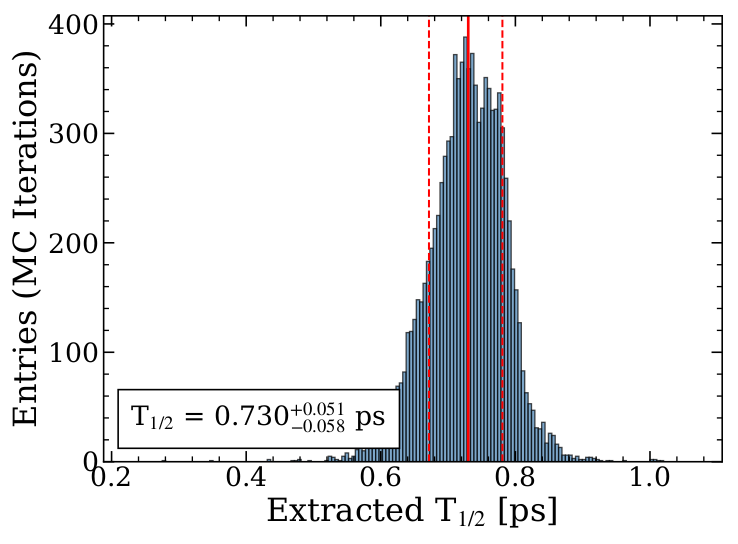 400
300
200
100
0
Entries (MC Iterations)
T1/2 = 0.730+0.051−0.058 ps
0.2 0.4 0.6 0.8 1.0
Extracted T1/2 [ps]